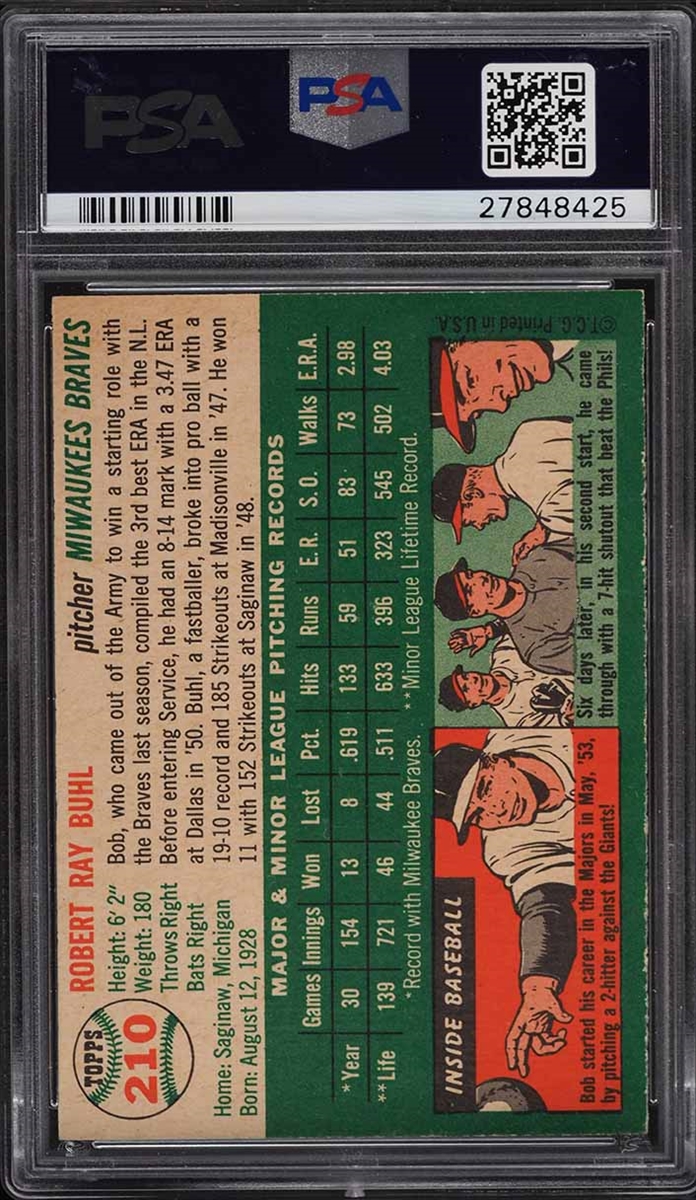 PSA
PSA
27848425
TOPPS
210
ROBERT RAY BUHL
pitcher MIWAUKEES BRAVES
Height: 6' 2"
Weight: 180
Throws Right
Bats Right
Home: Saginaw, Michigan
Born: August 12, 1928
Bob, who came out of the Army to win a starting role with
the Braves last season, compiled the 3rd best ERA in the N.L.
Before entering Service, he had an 8-14 mark with a 3.47 ERA
at Dallas in '50. Buhl, a fastballer, broke into pro ball with a
19-10 record and 185 Strikeouts at Madisonville in '47. He won
11 with 152 Strikeouts at Saginaw in '48.
MAJOR & MINOR LEAGUE PITCHING RECORDS
Games Innings Won Lost Pct. Hits Runs E.R. S.O. Walks E.R.A.
*Year 30 154 13 8 .619 133 59 51 83 73 2.98
**Life 139 721 46 44 .511 633 396 323 545 502 4.03
*Record with Milwaukee Braves. **Minor League Lifetime Record.
INSIDE BASEBALL
Bob started his career in the Majors in May, '53,
by pitching a 2-hitter against the Giants!
Six days later, in his second start, he came
through with a 7-hit shutout that beat the Phils!
©T.C.G. Printed in U.S.A.